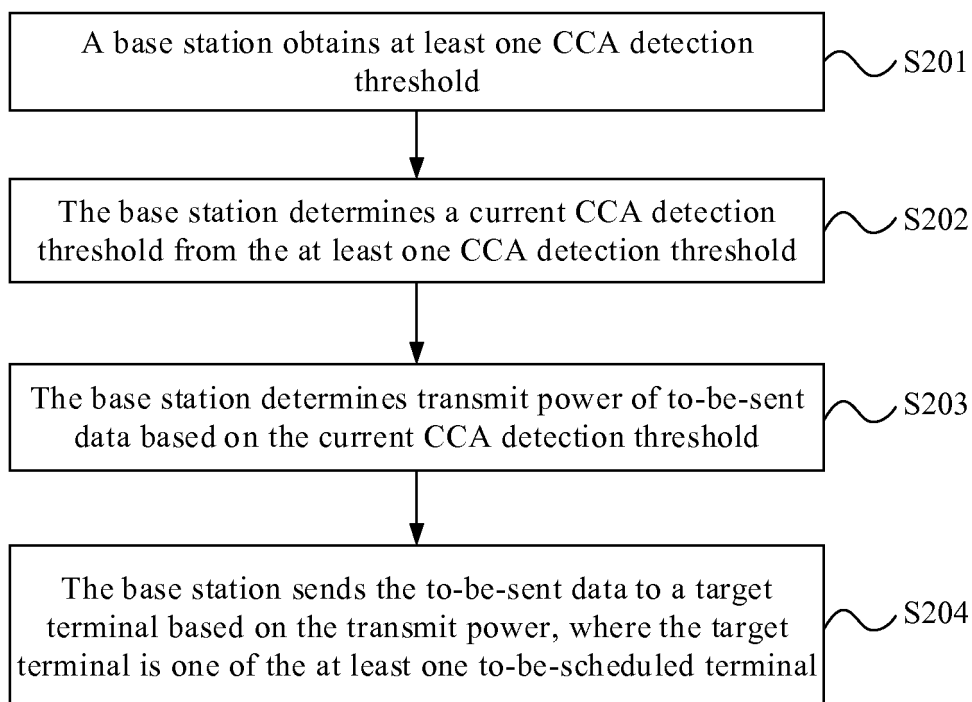 A base station obtains at least one CCA detection
threshold
S201
The base station determines a current CCA detection
threshold from the at least one CCA detection threshold
S202
The base station determines transmit power of to-be-sent
data based on the current CCA detection threshold
S203
The base station sends the to-be-sent data to a target
terminal based on the transmit power, where the target
terminal is one of the at least one to-be-scheduled terminal
S204